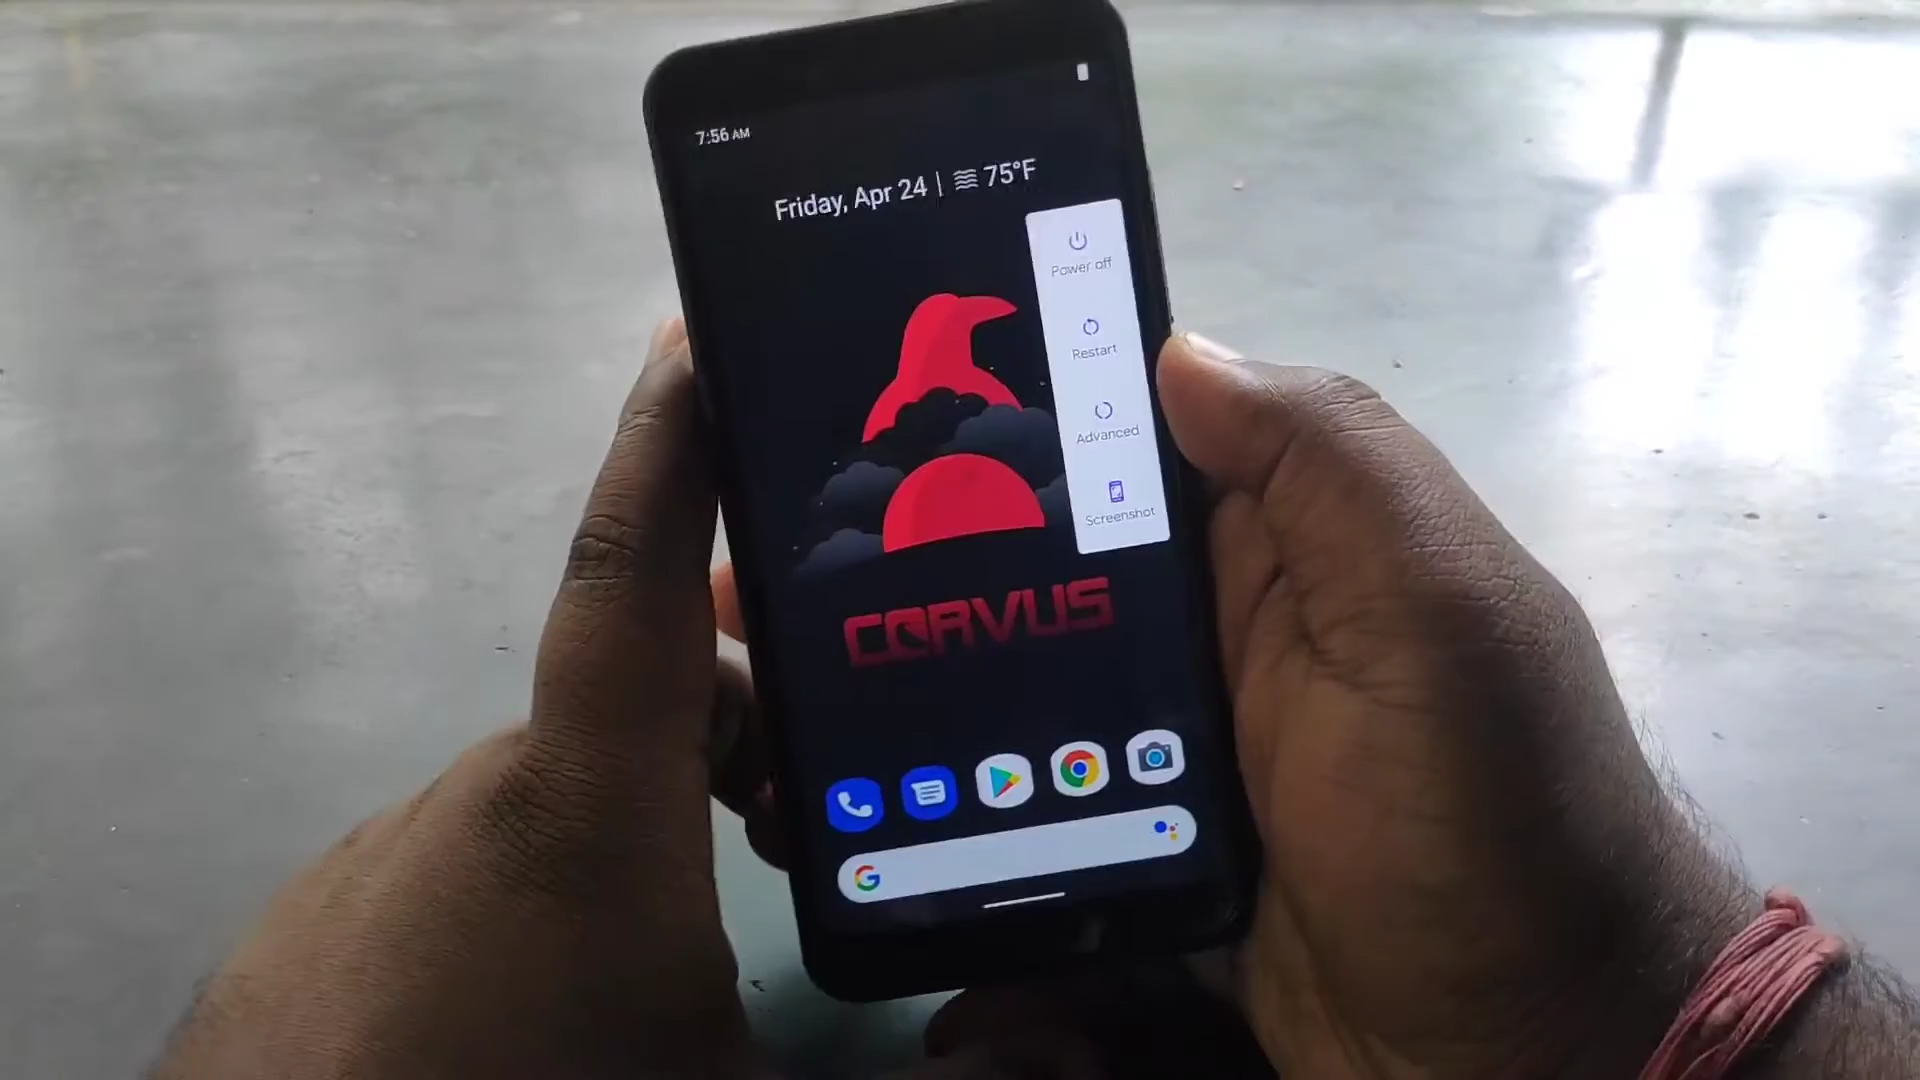 7:56 AM
Friday, Apr 24 | 75°F
Power off
Restart
Advanced
Screenshot
CORVUS